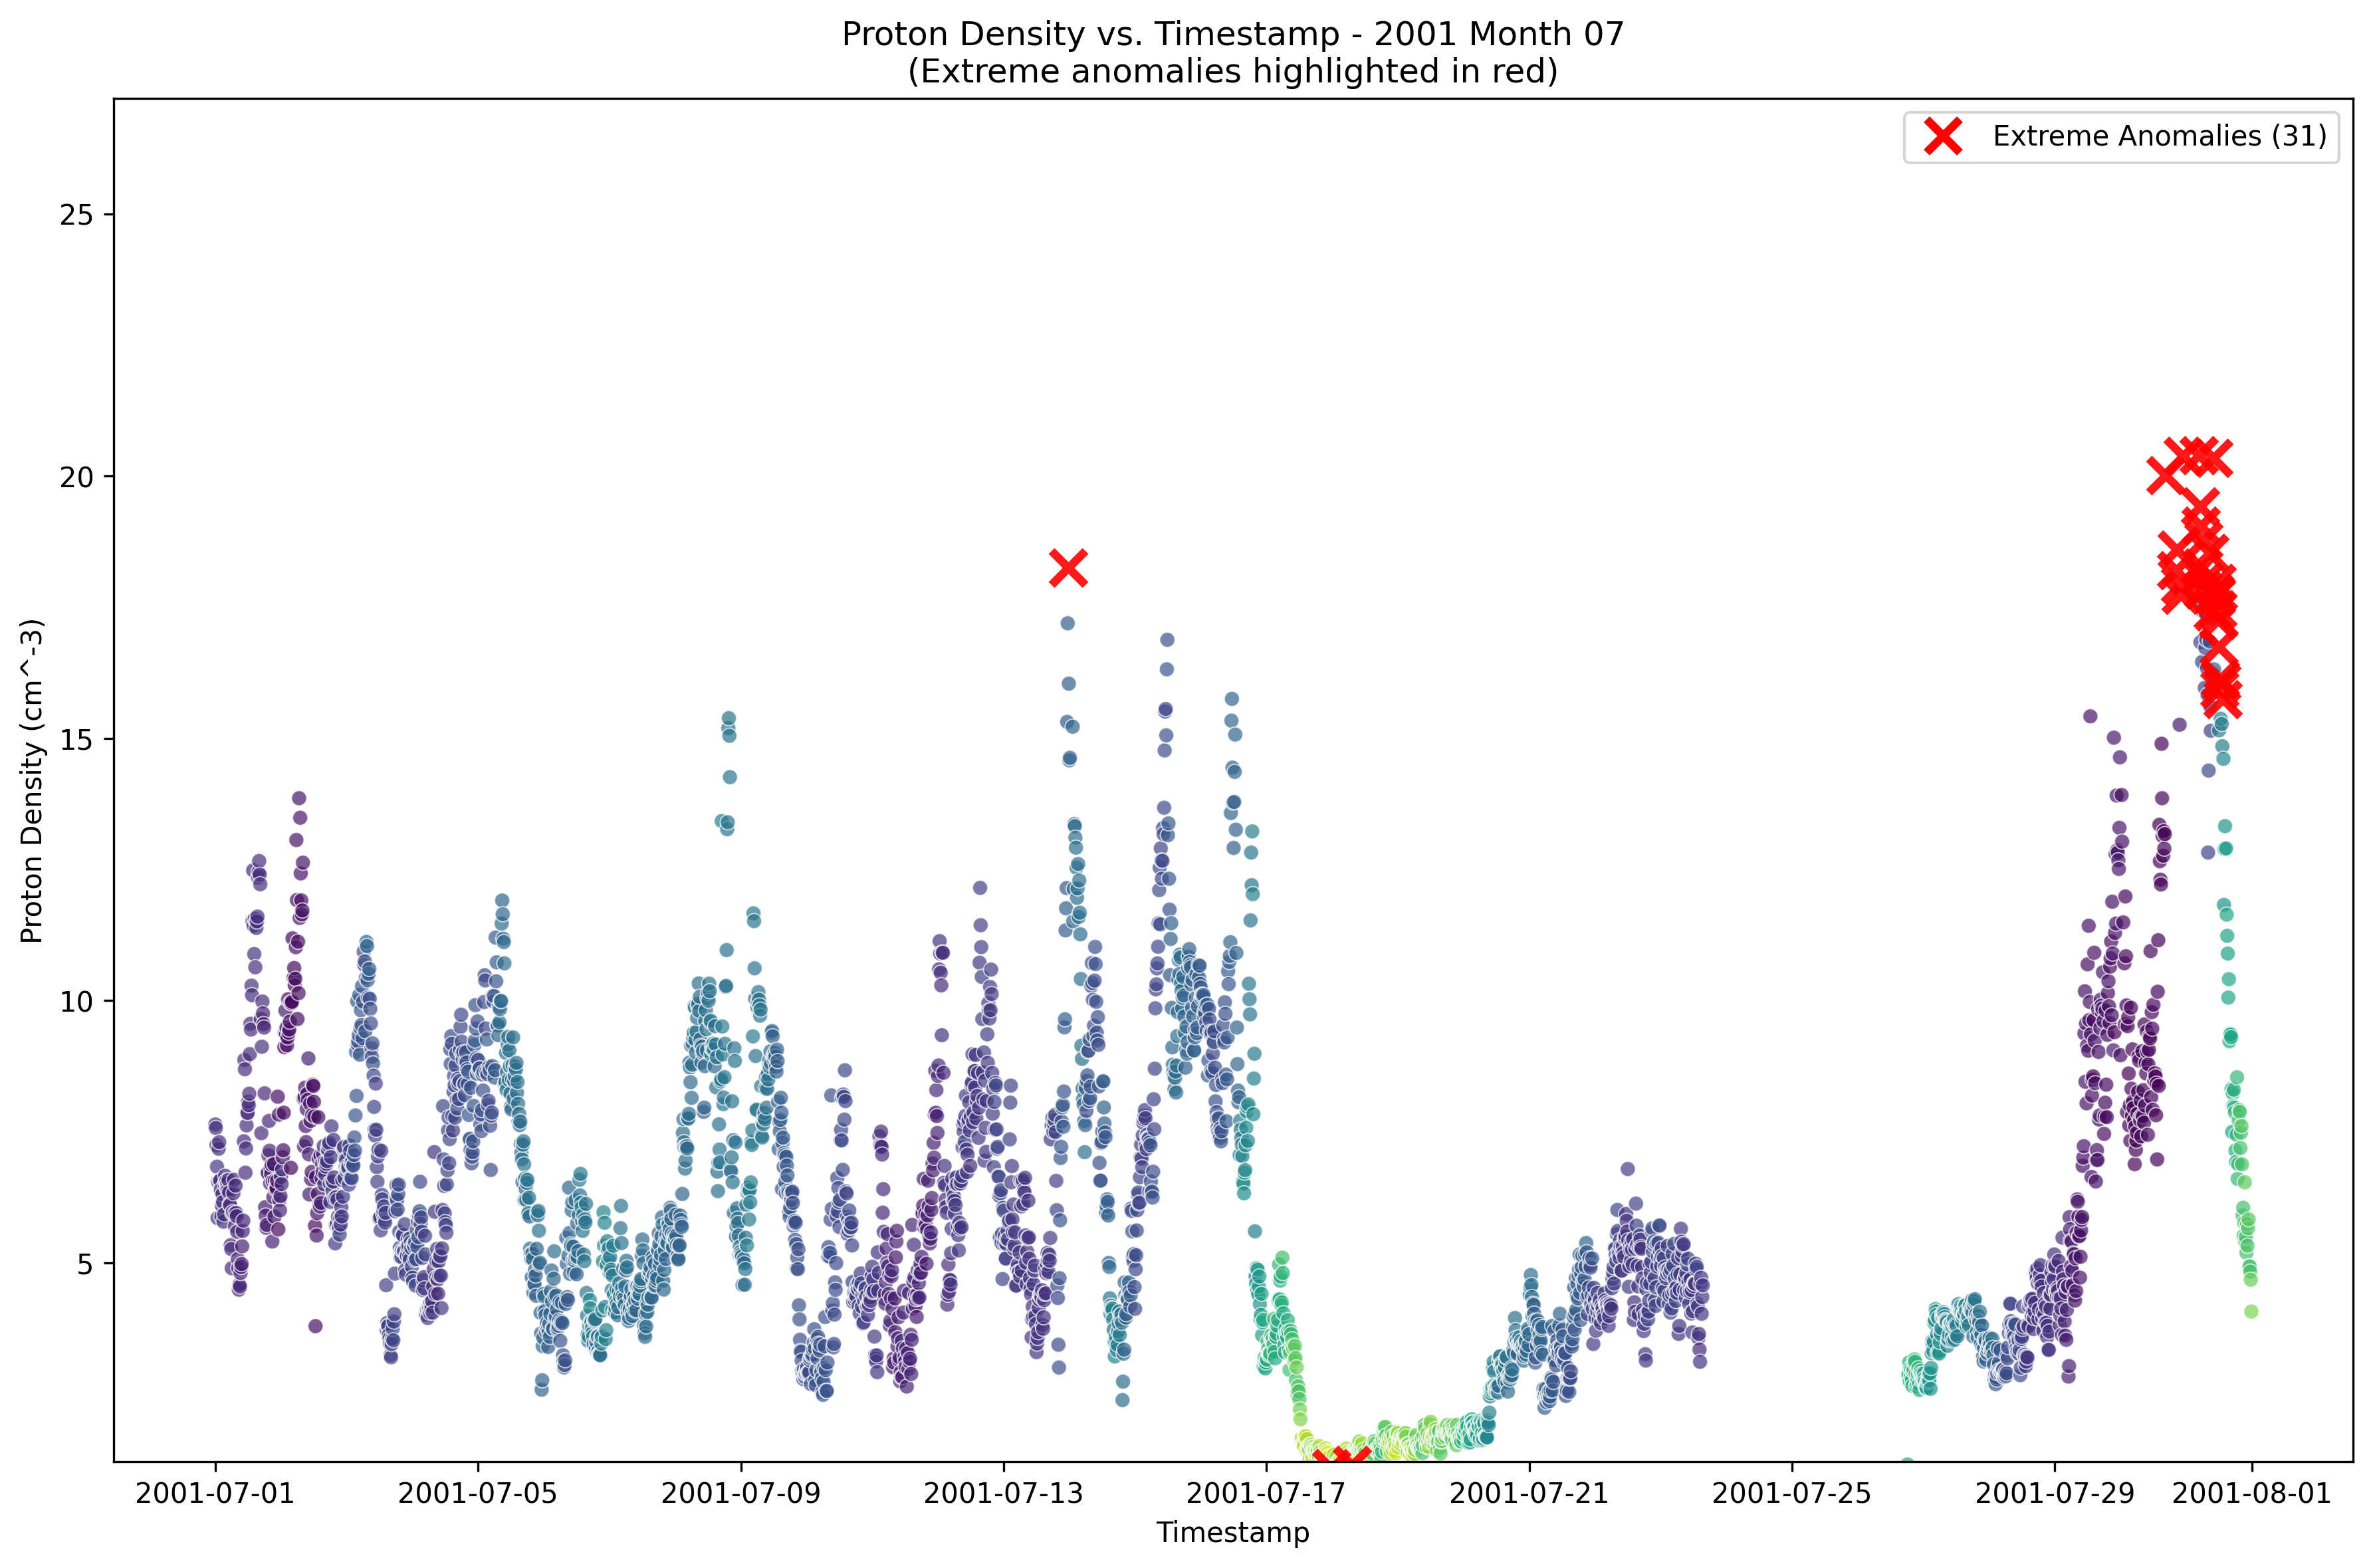 Proton Density vs. Timestamp - 2001 Month 07
(Extreme anomalies highlighted in red)
Extreme Anomalies (31)
25
20
15
10
5
Proton Density (cm^-3)
2001-07-01
2001-07-05
2001-07-09
2001-07-13
2001-07-17
2001-07-21
2001-07-25
2001-07-29
2001-08-01
Timestamp